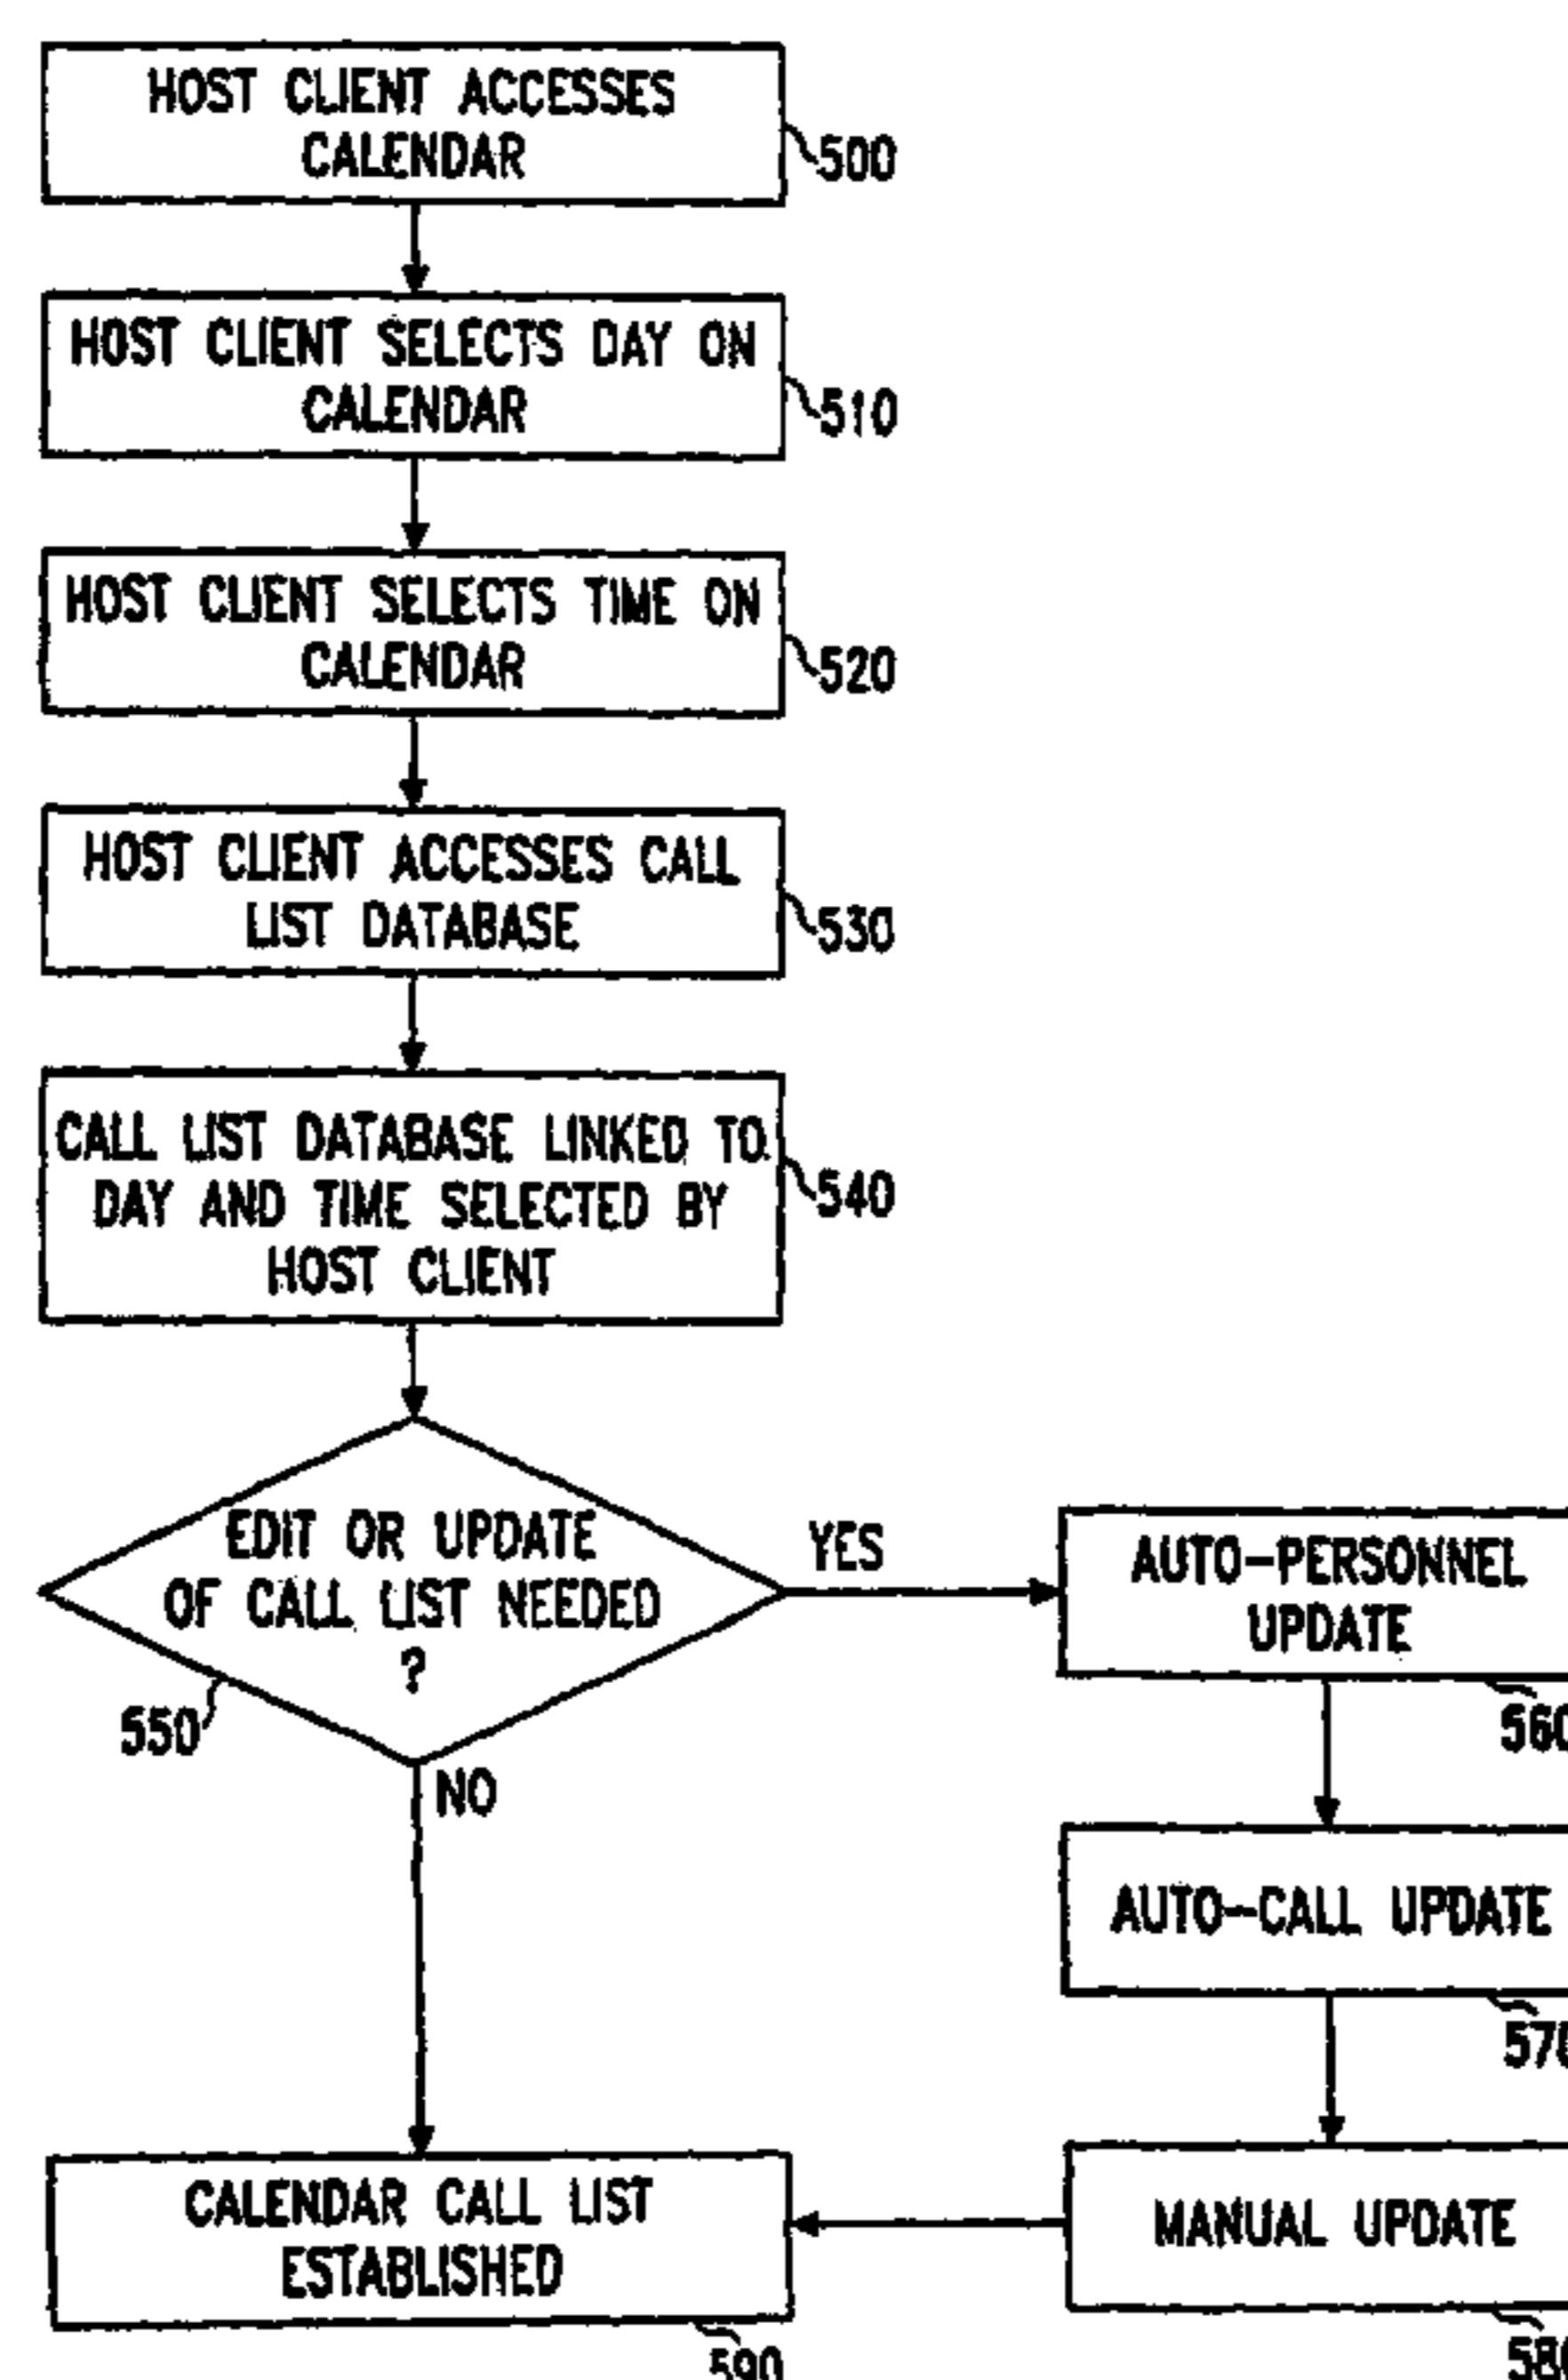 HOST CLIENT ACCESSES
CALENDAR
500
HOST CLIENT SELECTS DAY ON
CALENDAR
510
HOST CLIENT SELECTS TIME ON
CALENDAR
520
HOST CLIENT ACCESSES CALL
LIST DATABASE
530
CALL LIST DATABASE LINKED TO
DAY AND TIME SELECTED BY
HOST CLIENT
540
EDIT OR UPDATE
OF CALL LIST NEEDED
?
550
YES
NO
AUTO-PERSONNEL
UPDATE
560
AUTO-CALL UPDATE
570
MANUAL UPDATE
580
CALENDAR CALL LIST
ESTABLISHED
590